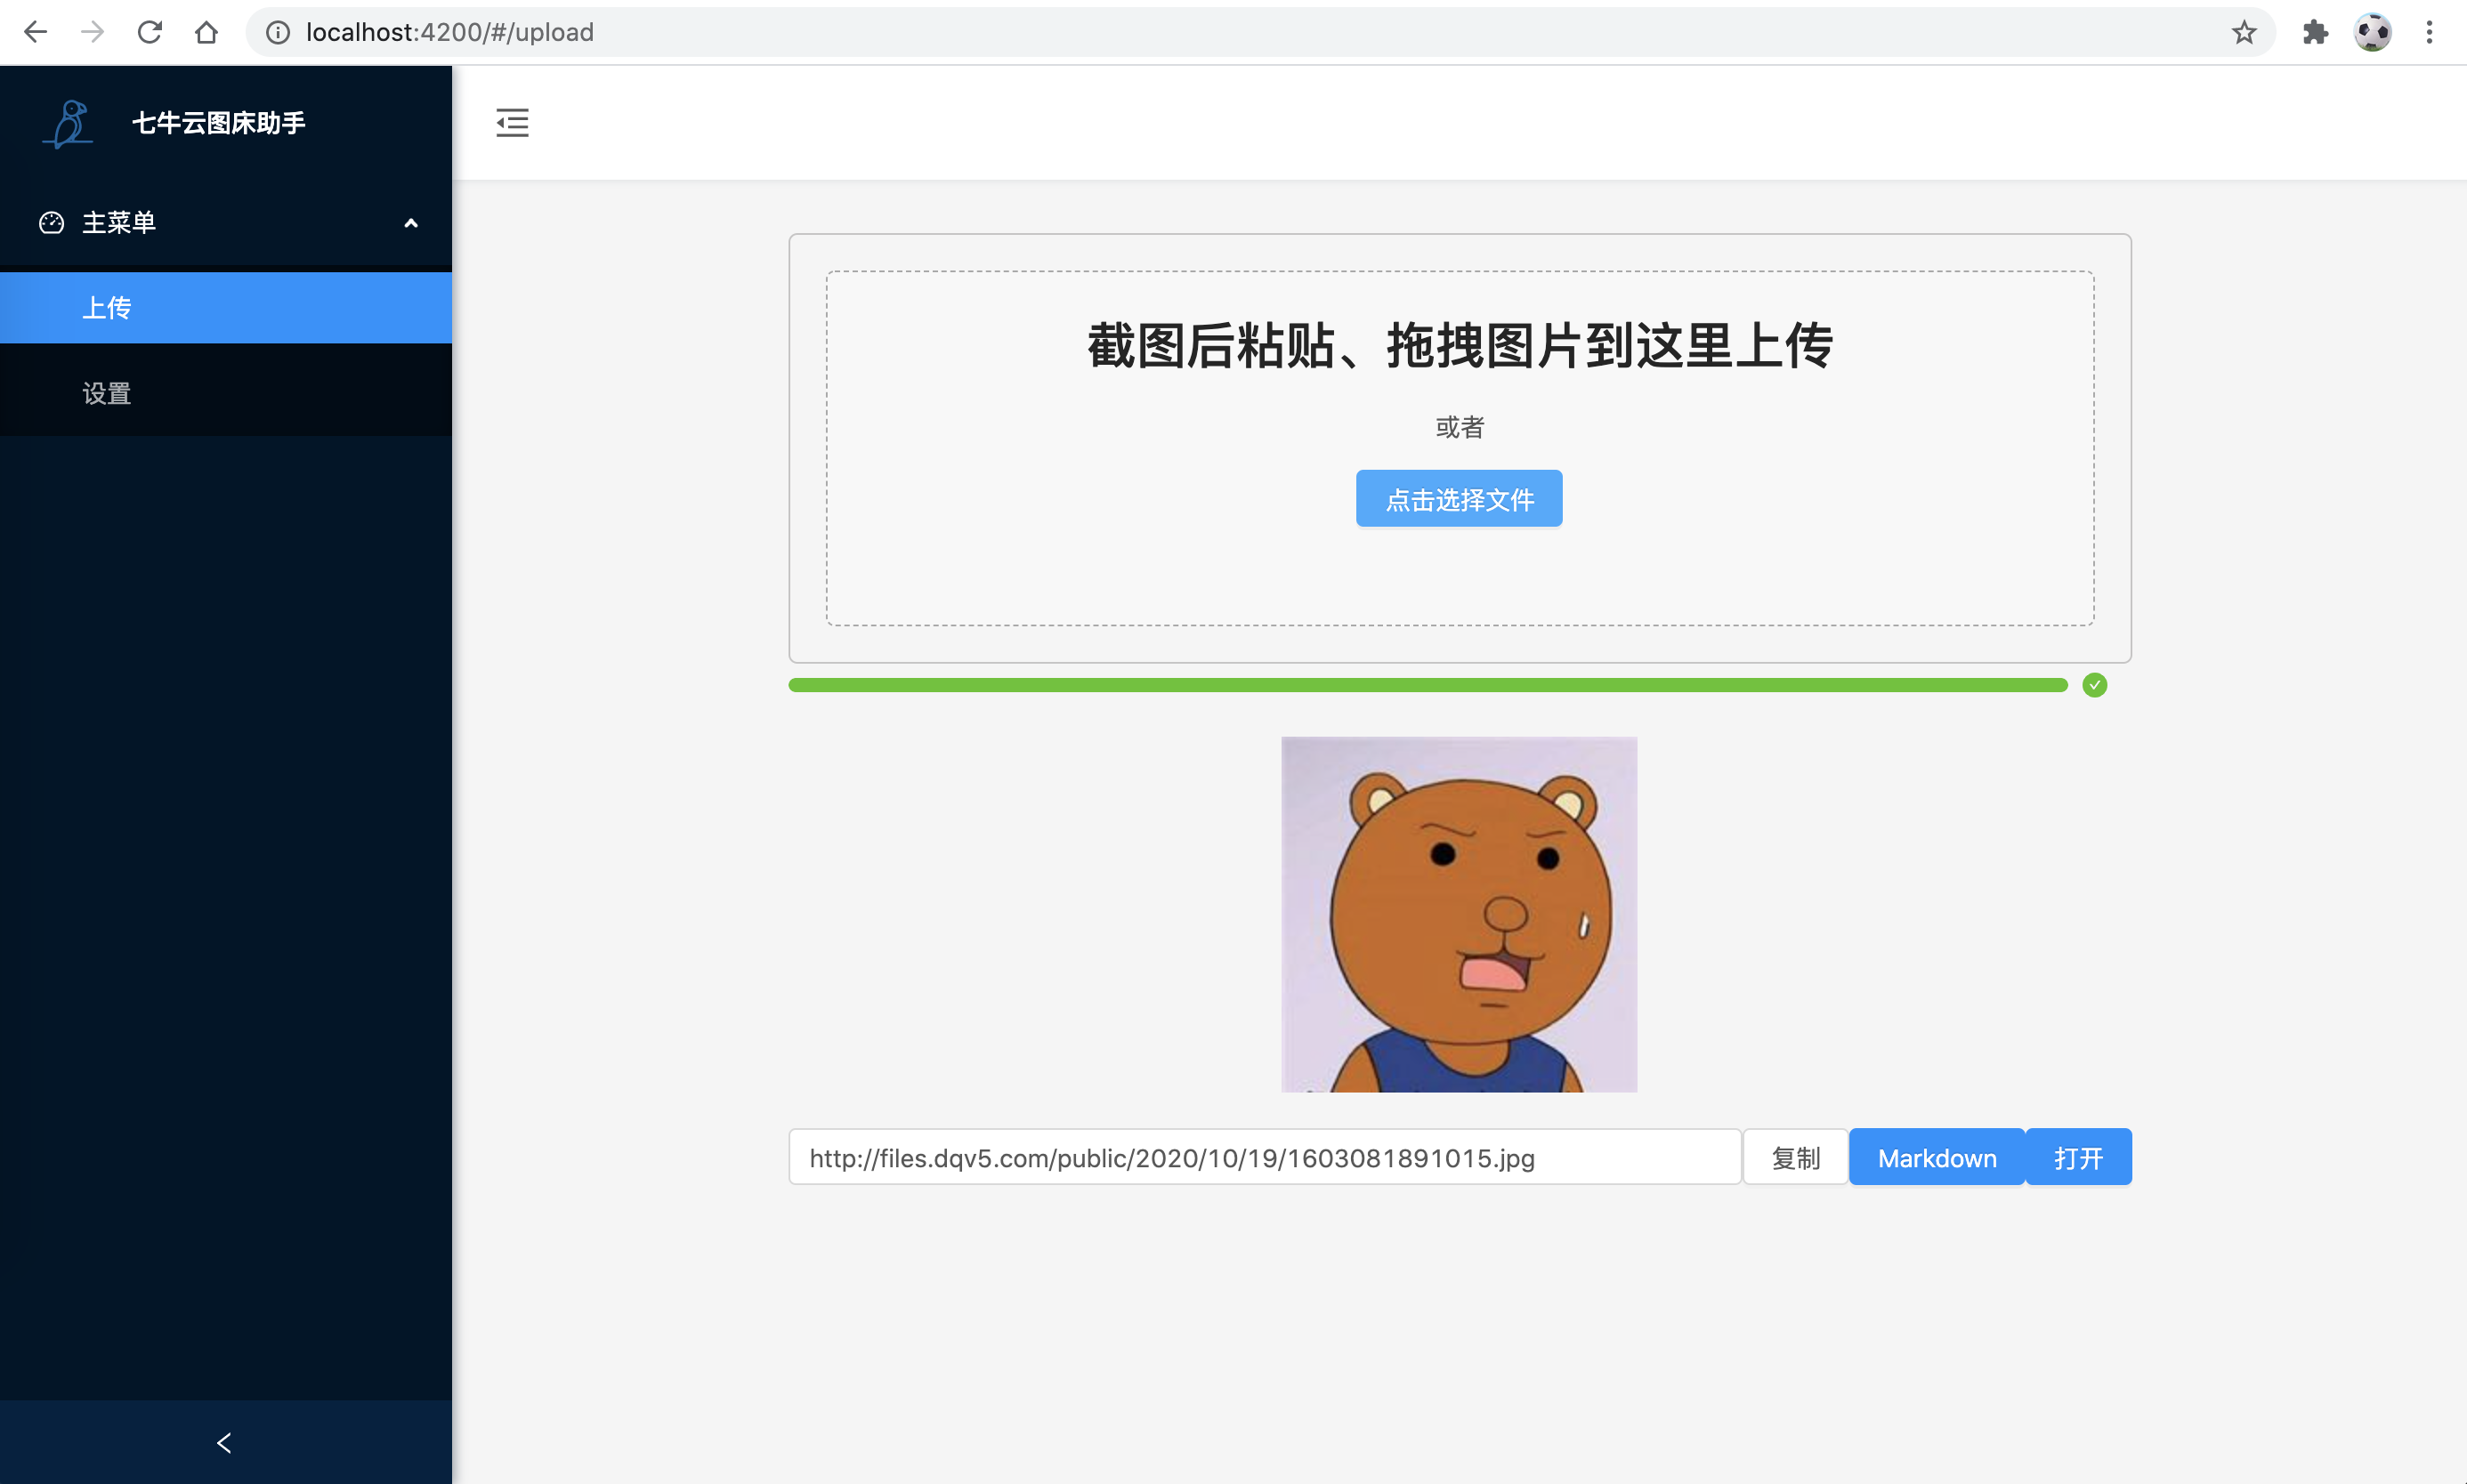 localhost:4200/#/upload
七牛云图床助手
主菜单
上传
设置
截图后粘贴、拖拽图片到这里上传
或者
点击选择文件
http://files.dqv5.com/public/2020/10/19/1603081891015.jpg
复制
Markdown
打开